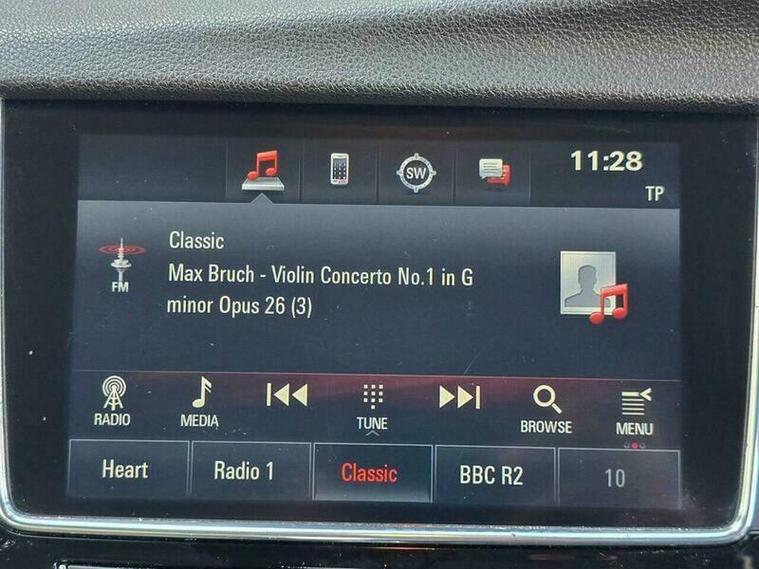 11:28
SW
TP
Classic
FM
Max Bruch - Violin Concerto No.1 in G
minor Opus 26 (3)
RADIO
MEDIA
TUNE
BROWSE
MENU
Heart
Radio 1
Classic
BBC R2
10